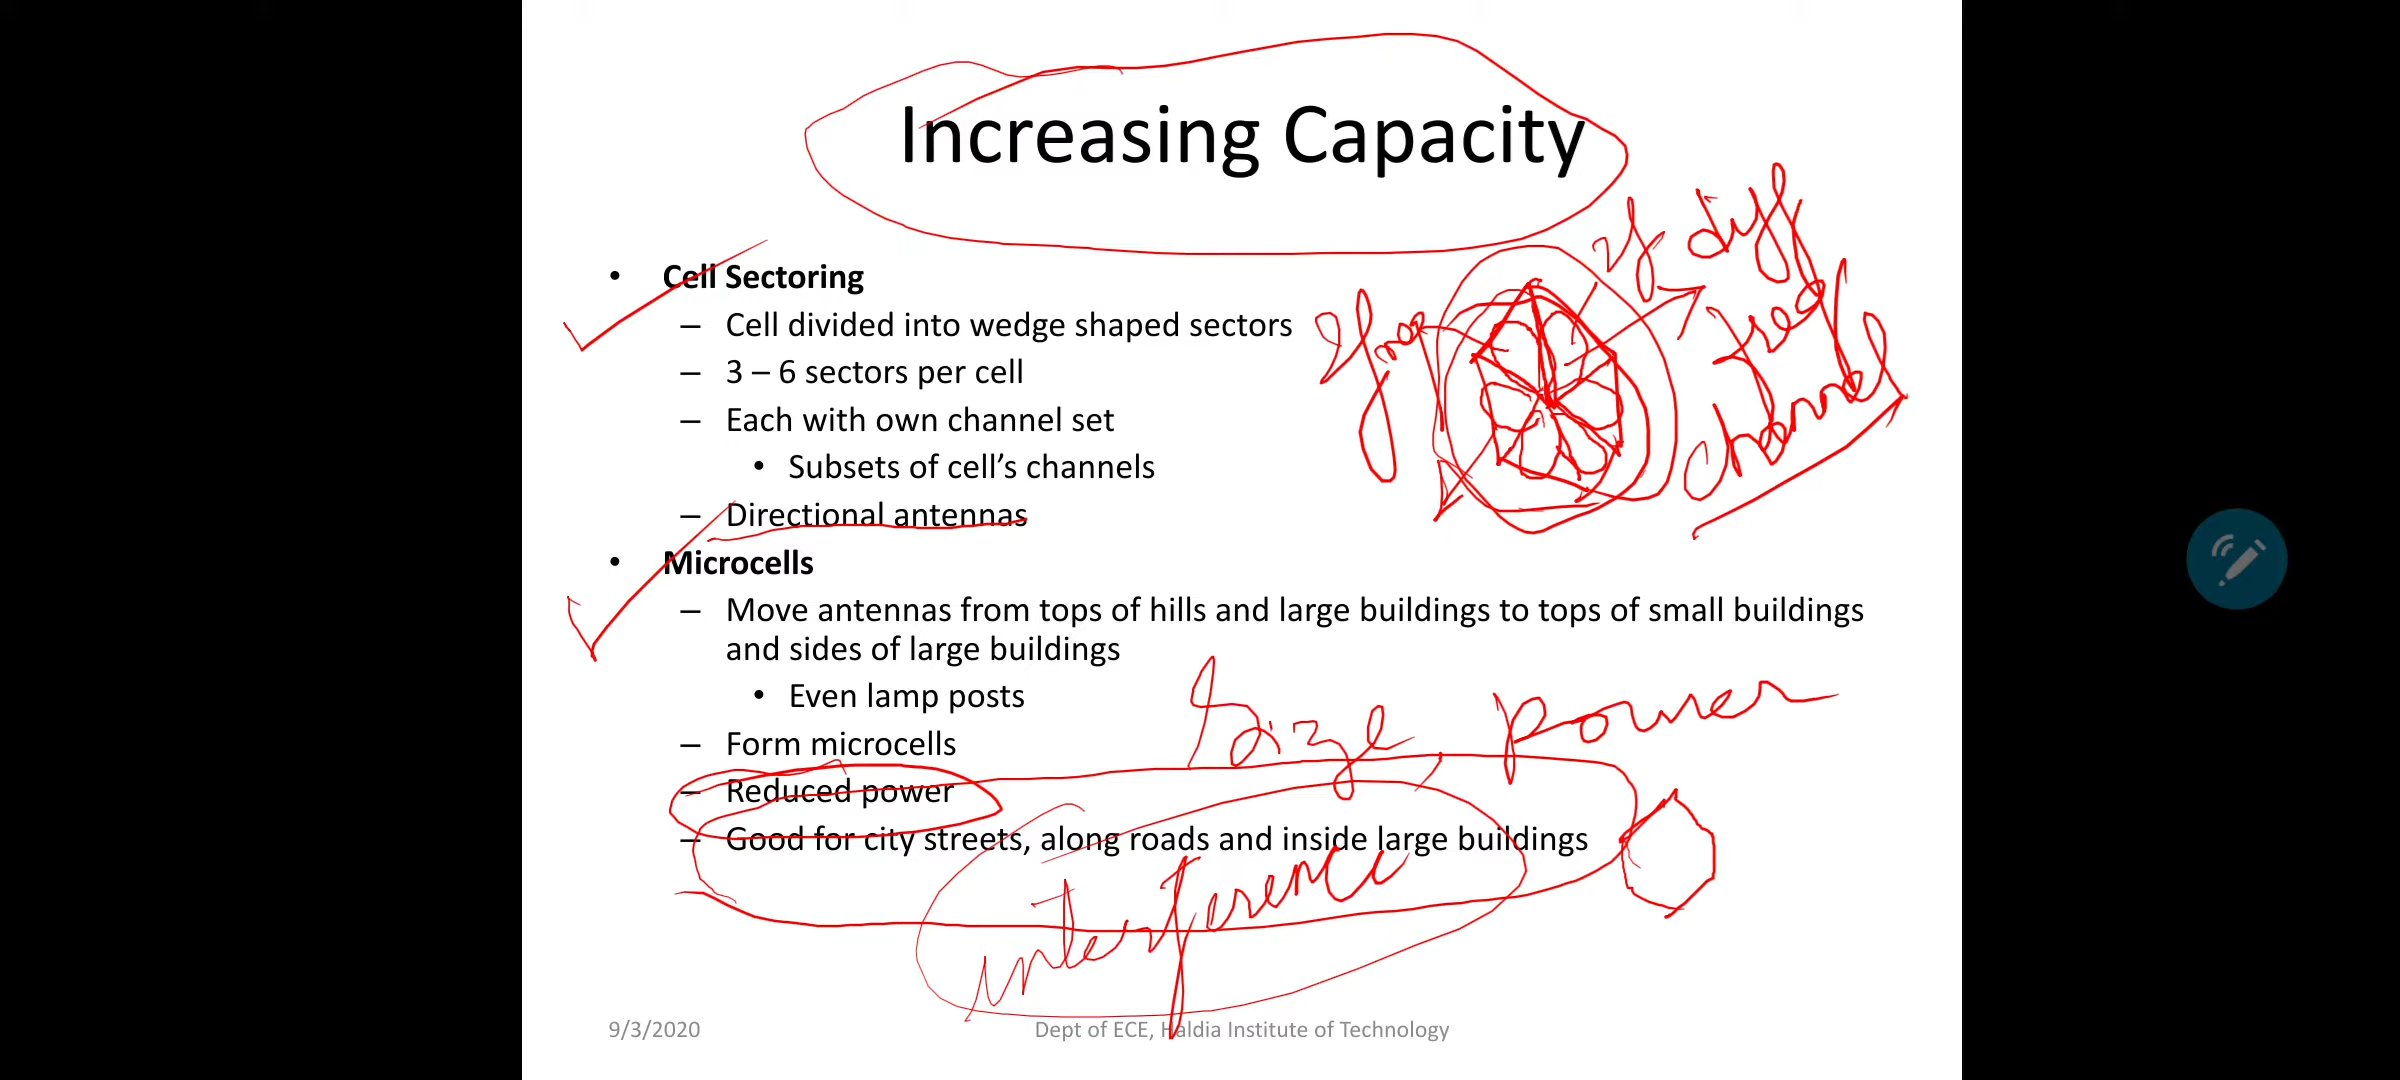 Increasing Capacity
• Cell Sectoring
– Cell divided into wedge shaped sectors
– 3 – 6 sectors per cell
– Each with own channel set
• Subsets of cell’s channels
– Directional antennas
• Microcells
– Move antennas from tops of hills and large buildings to tops of small buildings
and sides of large buildings
• Even lamp posts
– Form microcells
– Reduced power
– Good for city streets, along roads and inside large buildings
if diff
channel
Size power
interference
9/3/2020
Dept of ECE, Haldia Institute of Technology